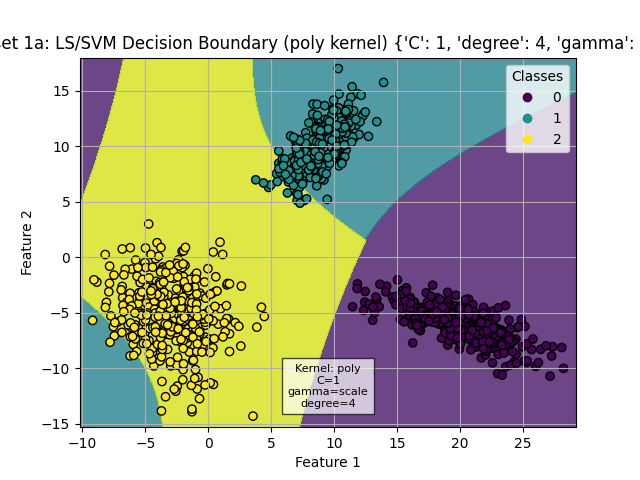 set 1a: LS/SVM Decision Boundary (poly kernel) {'C': 1, 'degree': 4, 'gamma':
Classes
0
1
2
15
10
5
0
−5
−10
−15
Feature 2
Kernel: poly
C=1
gamma=scale
degree=4
−10 −5 0 5 10 15 20 25
Feature 1